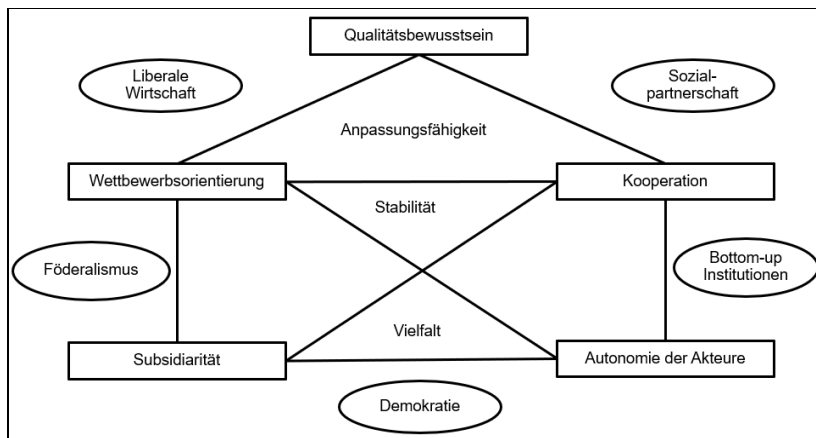 Qualitätsbewusstsein
Liberale
Wirtschaft
Sozial-
partnerschaft
Anpassungsfähigkeit
Wettbewerbsorientierung
Kooperation
Stabilität
Föderalismus
Bottom-up
Institutionen
Vielfalt
Subsidiarität
Autonomie der Akteure
Demokratie